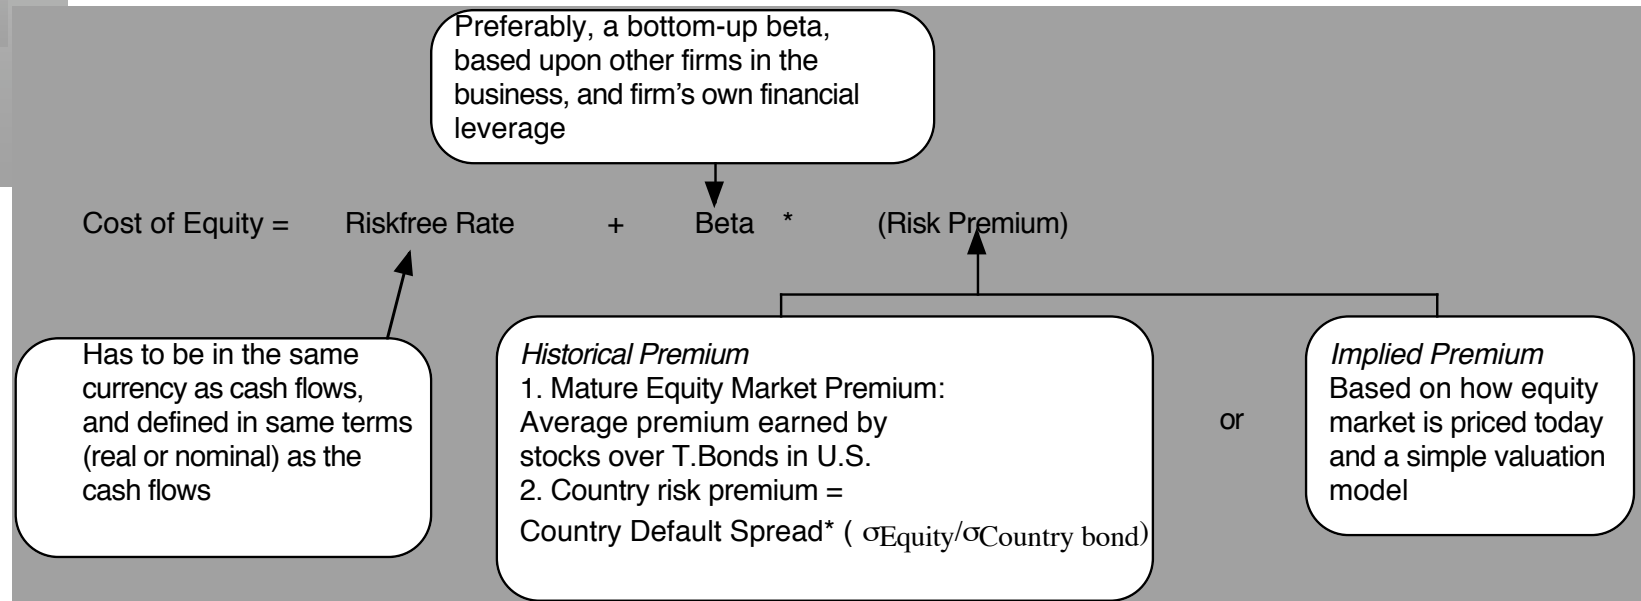 Preferably, a bottom-up beta,
based upon other firms in the
business, and firm's own financial
leverage
Cost of Equity = Riskfree Rate + Beta * (Risk Premium)
Has to be in the same
currency as cash flows,
and defined in same terms
(real or nominal) as the
cash flows
Historical Premium
1. Mature Equity Market Premium:
Average premium earned by
stocks over T.Bonds in U.S.
2. Country risk premium =
Country Default Spread* ( σEquity/σCountry bond)
or
Implied Premium
Based on how equity
market is priced today
and a simple valuation
model